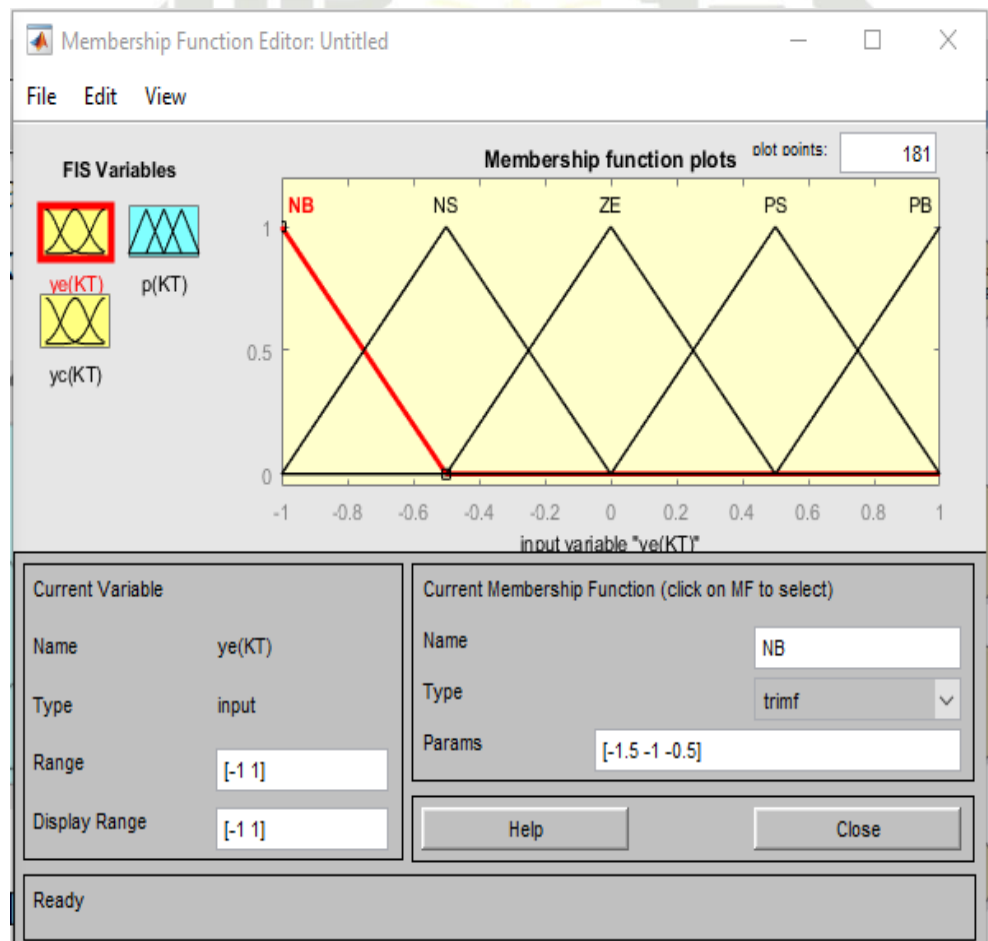 Membership Function Editor: Untitled
File Edit View
FIS Variables
ye(KT)
p(KT)
yc(KT)
Membership function plots
plot points:
181
NB NS ZE PS PB
1
0.5
0
-1 -0.8 -0.6 -0.4 -0.2 0 0.2 0.4 0.6 0.8 1
input variable "ye(KT)"
Current Variable
Name ye(KT)
Type input
Range [-1 1]
Display Range [-1 1]
Current Membership Function (click on MF to select)
Name NB
Type trimf
Params [-1.5 -1 -0.5]
Help Close
Ready